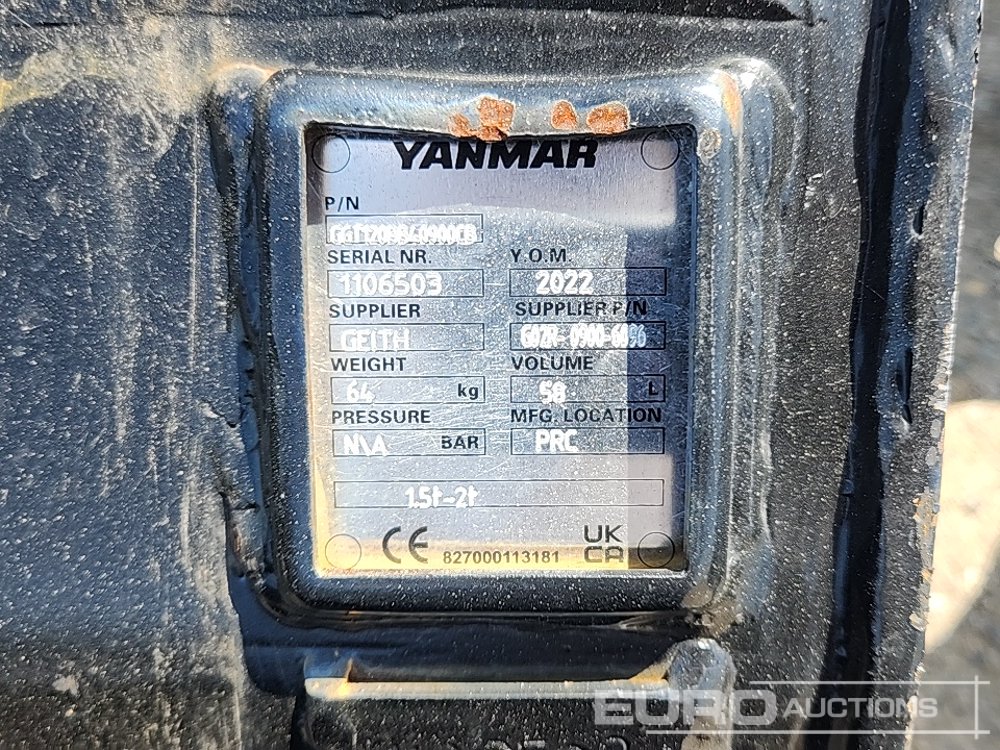 YANMAR
P/N
SERIAL NR. Y.O.M.
1106503 2022
SUPPLIER SUPPLIER P/N
GEITH
WEIGHT VOLUME
64 kg 58 L
PRESSURE MFG. LOCATION
N\A BAR PRC
1.5t-2t
CE 827000113181 UK CA
EURO AUCTIONS